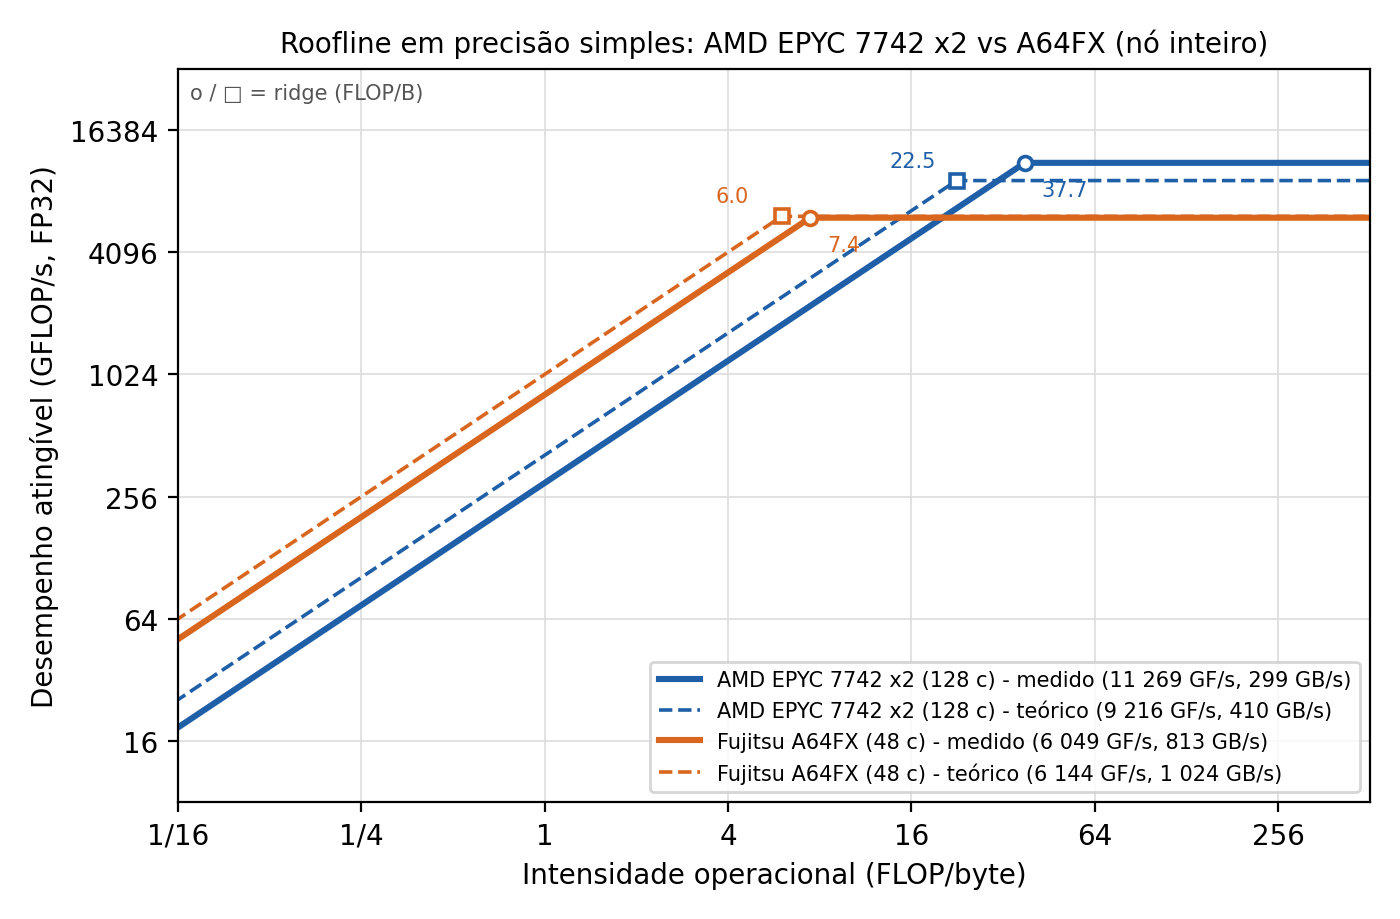 Roofline em precisão simples: AMD EPYC 7742 x2 vs A64FX (nó inteiro)
o / □ = ridge (FLOP/B)
Desempenho atingível (GFLOP/s, FP32)
16384
4096
1024
256
64
16
22.5
37.7
6.0
7.4
AMD EPYC 7742 x2 (128 c) - medido (11 269 GF/s, 299 GB/s)
AMD EPYC 7742 x2 (128 c) - teórico (9 216 GF/s, 410 GB/s)
Fujitsu A64FX (48 c) - medido (6 049 GF/s, 813 GB/s)
Fujitsu A64FX (48 c) - teórico (6 144 GF/s, 1 024 GB/s)
1/16
1/4
1
4
16
64
256
Intensidade operacional (FLOP/byte)